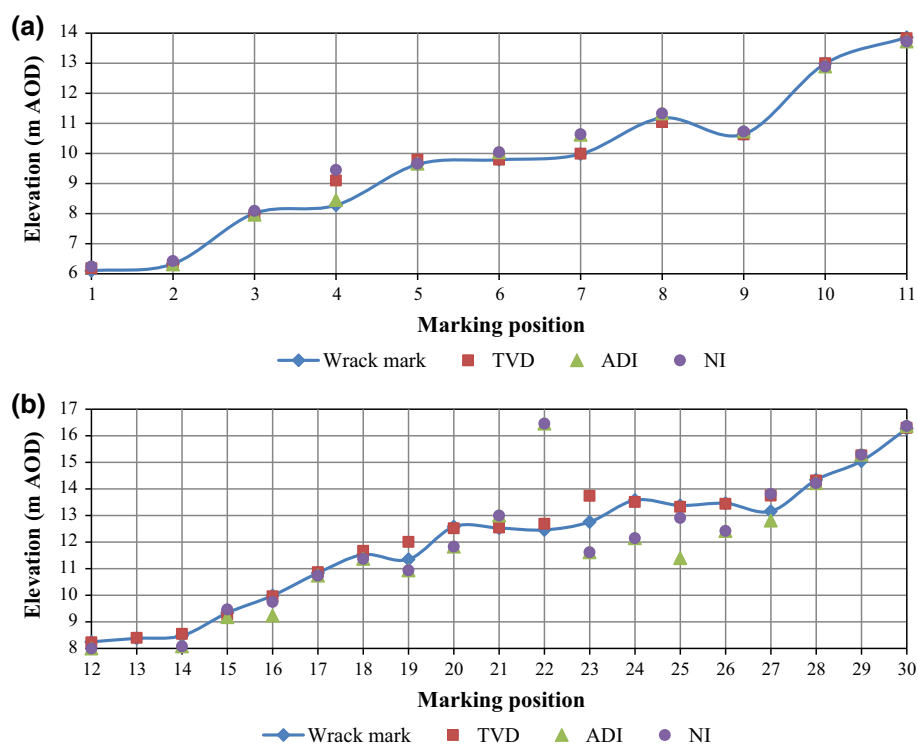 (a)
Elevation (m AOD)
14
13
12
11
10
9
8
7
6
1 2 3 4 5 6 7 8 9 10 11
Marking position
Wrack mark TVD ADI NI
(b)
Elevation (m AOD)
17
16
15
14
13
12
11
10
9
8
12 13 14 15 16 17 18 19 20 21 22 23 24 25 26 27 28 29 30
Marking position
Wrack mark TVD ADI NI